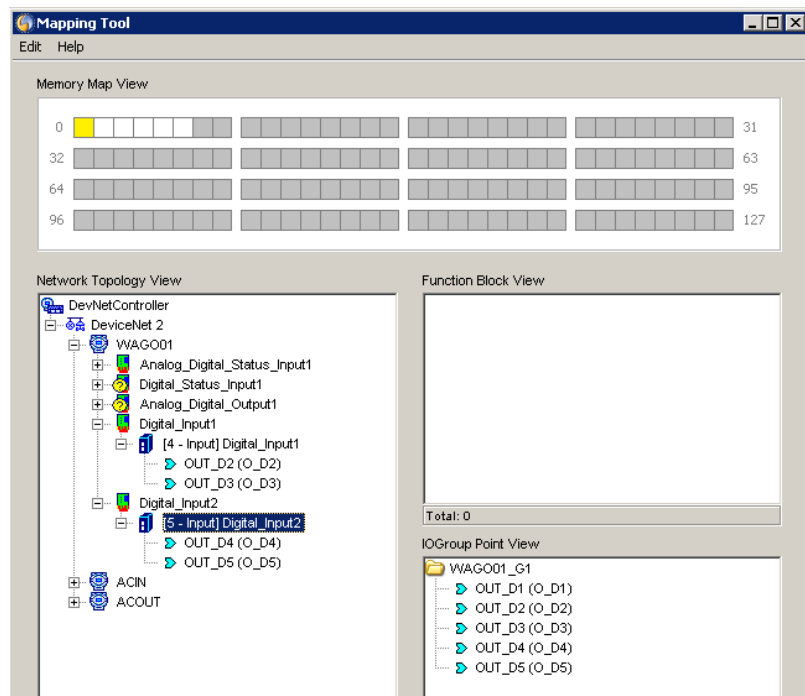 Mapping Tool
Edit Help
Memory Map View
0 31
32 63
64 95
96 127
Network Topology View
DevNetController
DeviceNet 2
WAGO01
Analog_Digital_Status_Input1
Digital_Status_Input1
Analog_Digital_Output1
Digital_Input1
[4 - Input] Digital_Input1
OUT_D2 (O_D2)
OUT_D3 (O_D3)
Digital_Input2
[5 - Input] Digital_Input2
OUT_D4 (O_D4)
OUT_D5 (O_D5)
ACIN
ACOUT
Function Block View
Total: 0
IOGroup Point View
WAGO01_G1
OUT_D1 (O_D1)
OUT_D2 (O_D2)
OUT_D3 (O_D3)
OUT_D4 (O_D4)
OUT_D5 (O_D5)